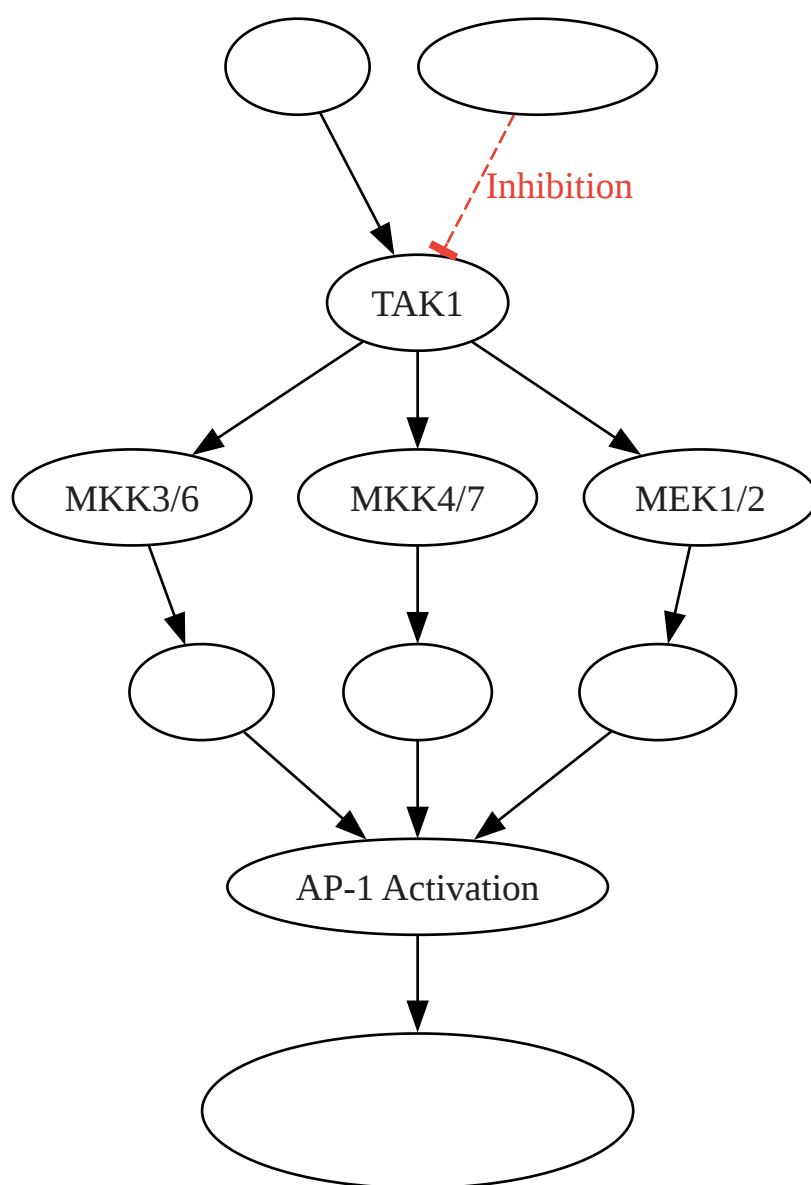 Inhibition
TAK1
MKK3/6
MKK4/7
MEK1/2
AP-1 Activation